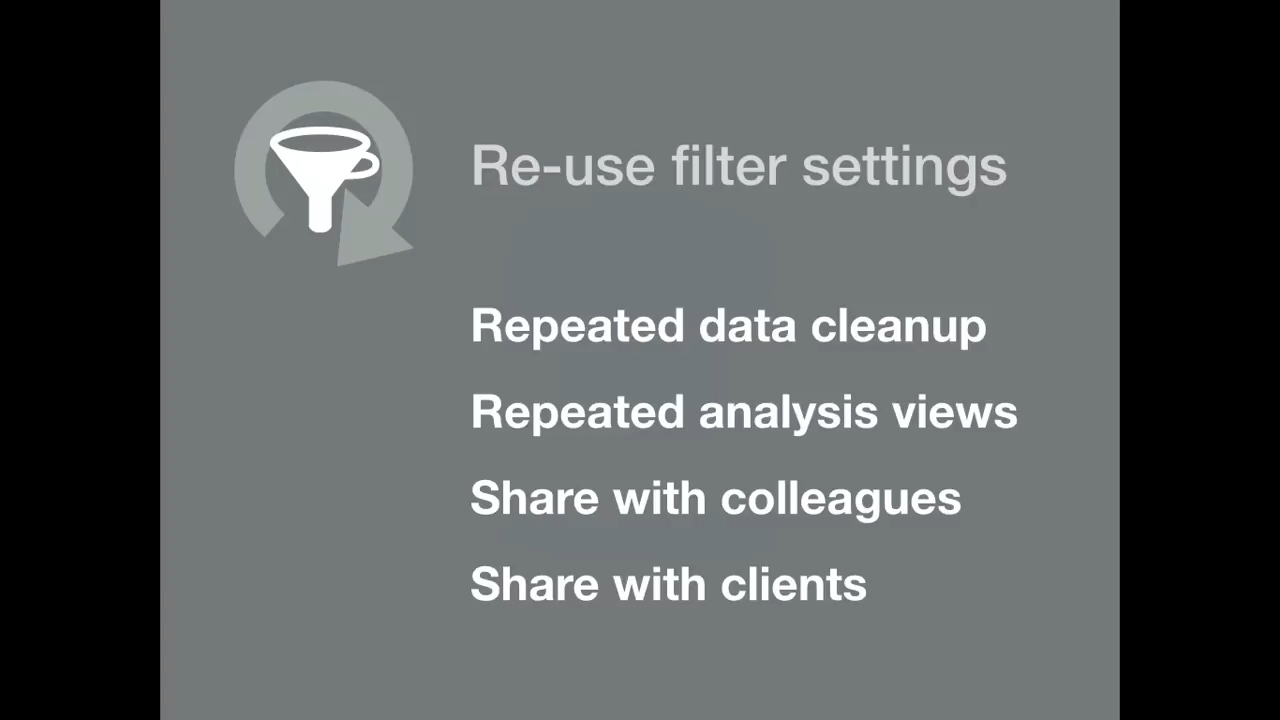 Re-use filter settings
Repeated data cleanup
Repeated analysis views
Share with colleagues
Share with clients